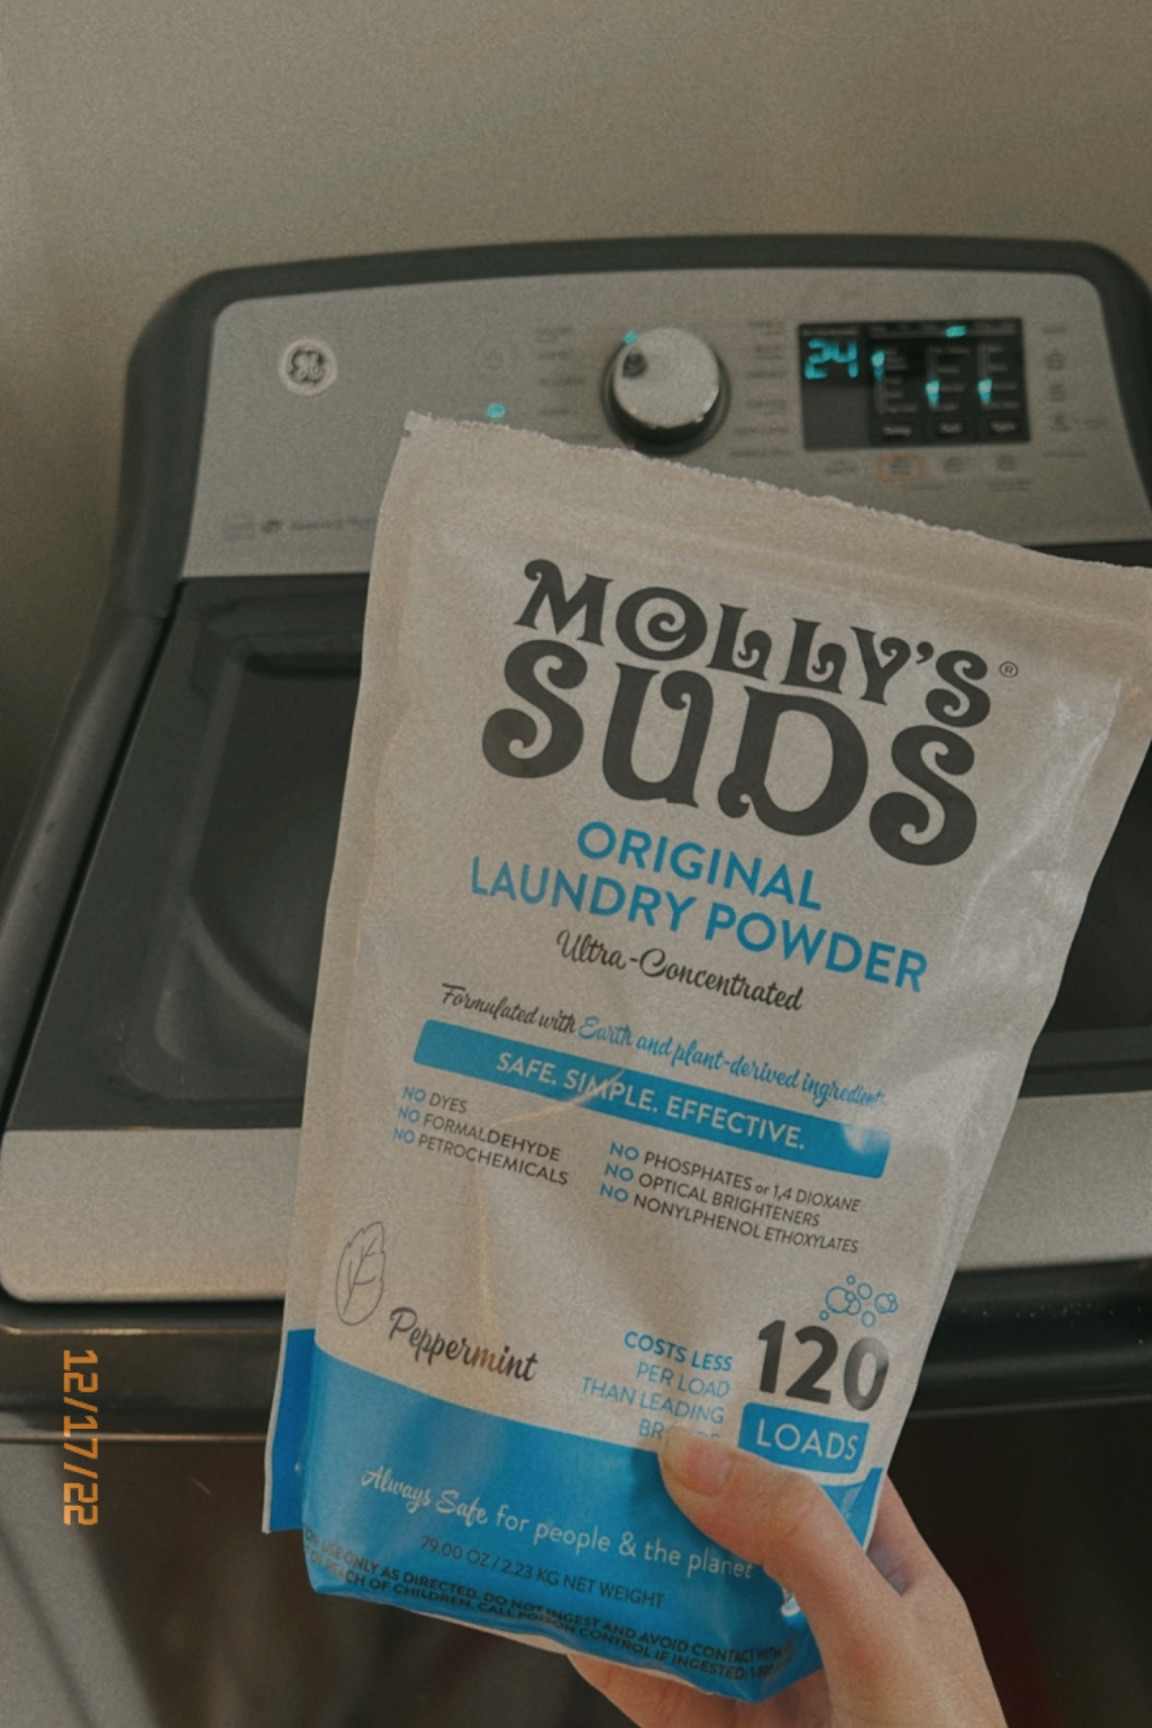 24
MOLLY'S®
SUDS
ORIGINAL
LAUNDRY POWDER
Ultra-Concentrated
Formulated with Earth and plant-derived ingredients
SAFE. SIMPLE. EFFECTIVE.
NO DYES
NO FORMALDEHYDE
NO PETROCHEMICALS
NO PHOSPHATES or 1,4 DIOXANE
NO OPTICAL BRIGHTENERS
NO NONYLPHENOL ETHOXYLATES
Peppermint
COSTS LESS
PER LOAD
THAN LEADING
120
LOADS
Always Safe for people & the planet
79.00 OZ / 2.23 KG NET WEIGHT
USE ONLY AS DIRECTED. DO NOT INGEST AND AVOID CONTACT WITH
OF REACH OF CHILDREN. CALL POISON CONTROL IF INGESTED:
12/17/22